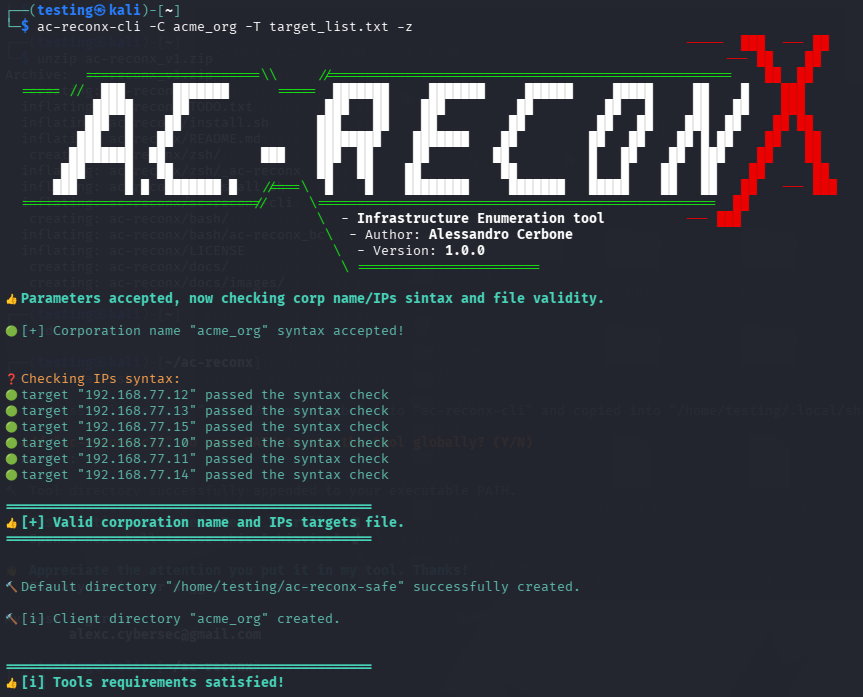 ┌──(testing㉿kali)-[~]
└─$ ac-reconx-cli -C acme_org -T target_list.txt -z
AC-RECONX
- Infrastructure Enumeration tool
- Author: Alessandro Cerbone
- Version: 1.0.0
👍Parameters accepted, now checking corp name/IPs sintax and file validity.
🟢[+] Corporation name "acme_org" syntax accepted!
❓Checking IPs syntax:
🟢target "192.168.77.12" passed the syntax check
🟢target "192.168.77.13" passed the syntax check
🟢target "192.168.77.15" passed the syntax check
🟢target "192.168.77.10" passed the syntax check
🟢target "192.168.77.11" passed the syntax check
🟢target "192.168.77.14" passed the syntax check
👍[+] Valid corporation name and IPs targets file.
🔨Default directory "/home/testing/ac-reconx-safe" successfully created.
🔨[i] Client directory "acme_org" created.
alexc.cybersec@gmail.com
👍[i] Tools requirements satisfied!